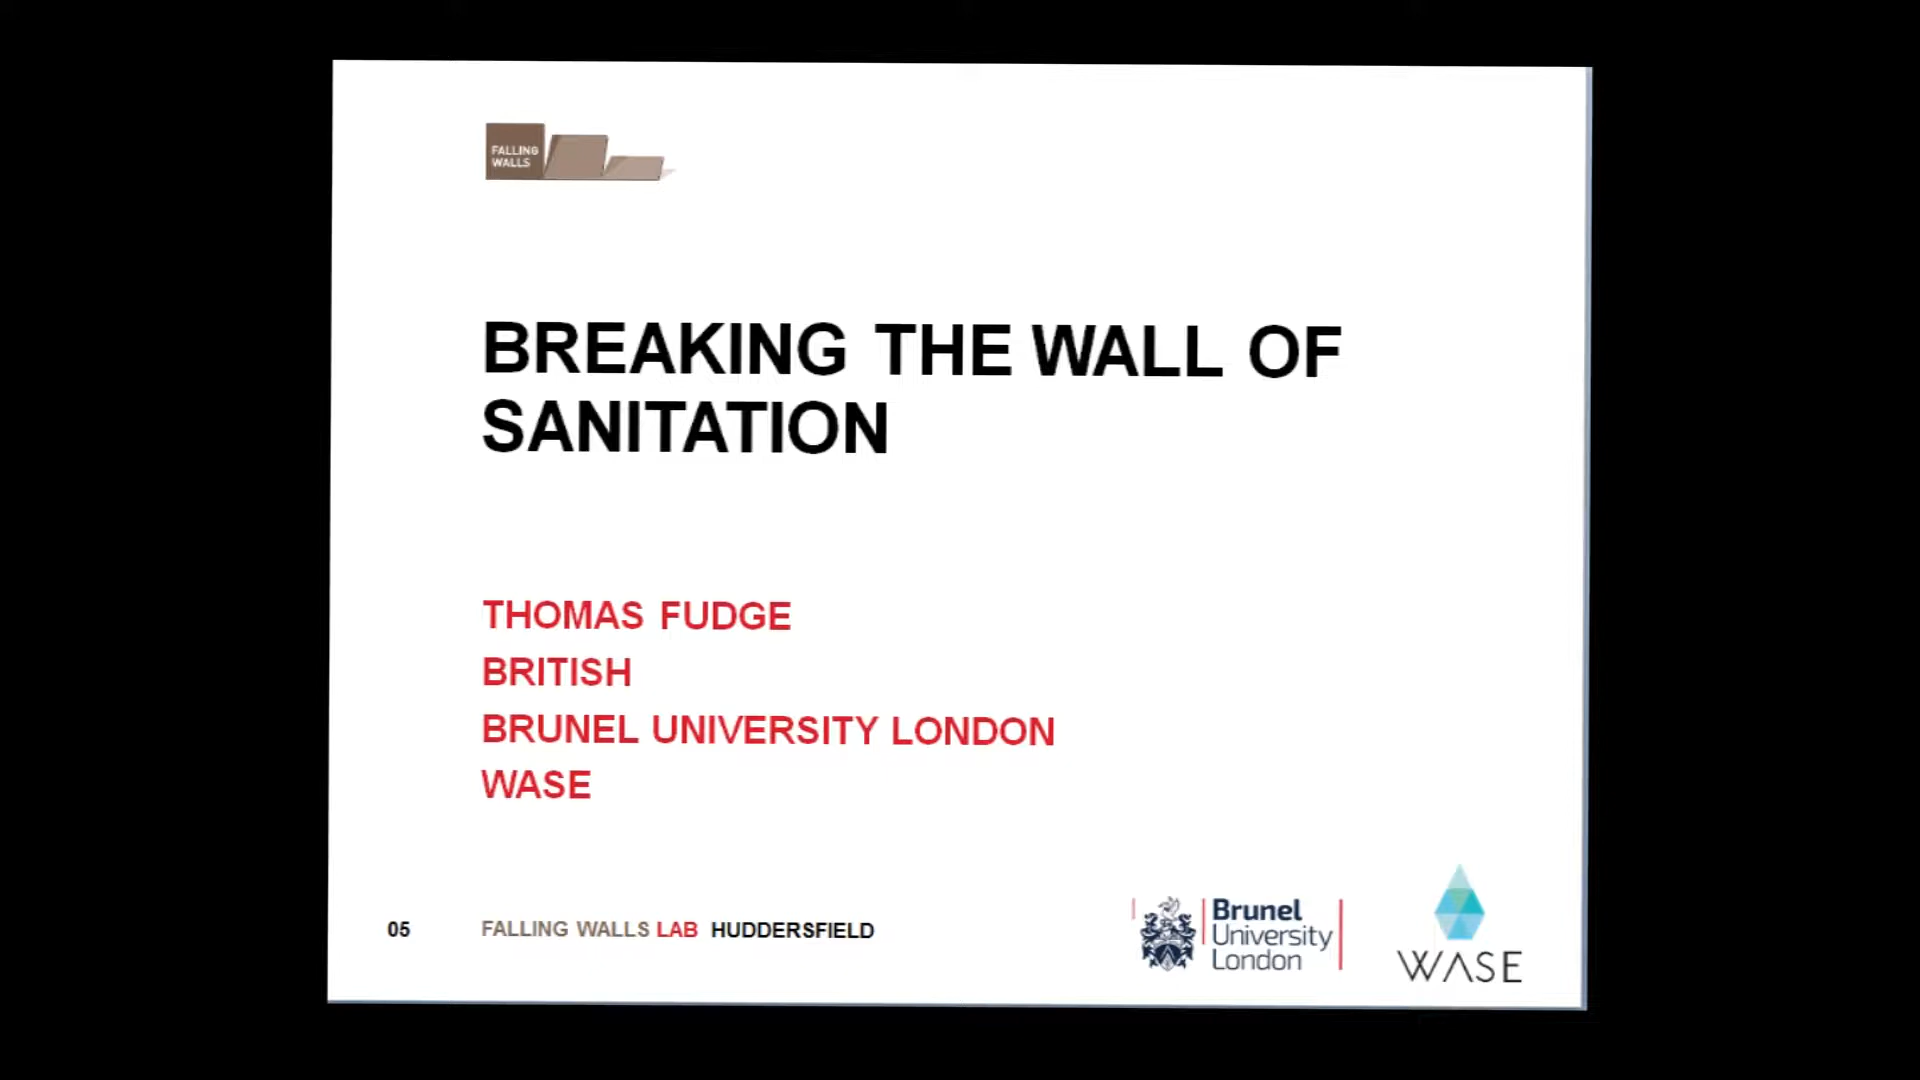 FALLING
WALLS
BREAKING THE WALL OF
SANITATION
THOMAS FUDGE
BRITISH
BRUNEL UNIVERSITY LONDON
WASE
05 FALLING WALLS LAB HUDDERSFIELD
Brunel
University
London
WASE